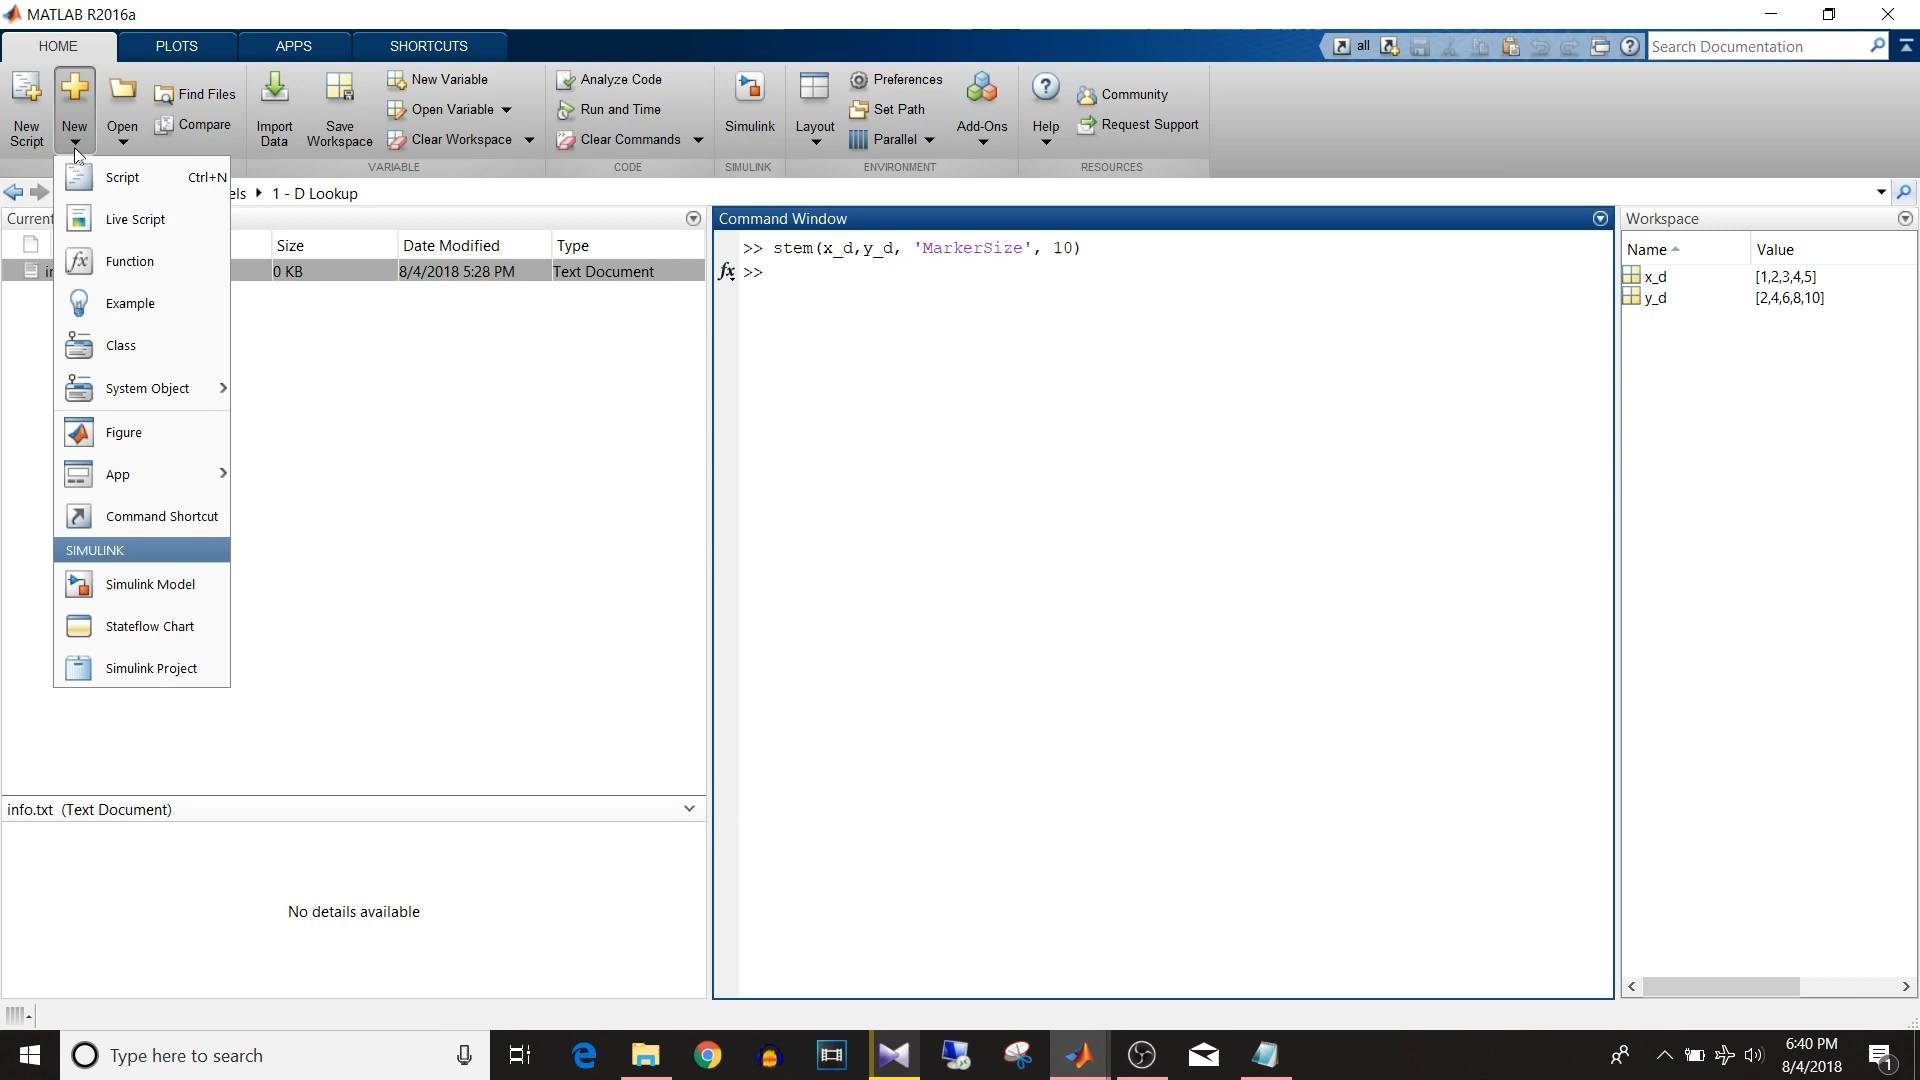 MATLAB R2016a
HOME PLOTS APPS SHORTCUTS all Search Documentation
New Script
New
Open
Find Files
Compare
Import Data
Save Workspace
New Variable
Open Variable
Clear Workspace
VARIABLE
Analyze Code
Run and Time
Clear Commands
CODE
Simulink
SIMULINK
Layout
Preferences
Set Path
Parallel
ENVIRONMENT
Add-Ons
Help
Community
Request Support
RESOURCES
els 1 - D Lookup
Script Ctrl+N
Live Script
Function
Example
Class
System Object
Figure
App
Command Shortcut
SIMULINK
Simulink Model
Stateflow Chart
Simulink Project
Current
Size Date Modified Type
0 KB 8/4/2018 5:28 PM Text Document
info.txt (Text Document)
No details available
Command Window
>> stem(x_d,y_d, 'MarkerSize', 10)
fx >>
Workspace
Name Value
x_d [1,2,3,4,5]
y_d [2,4,6,8,10]
Type here to search
6:40 PM
8/4/2018
1